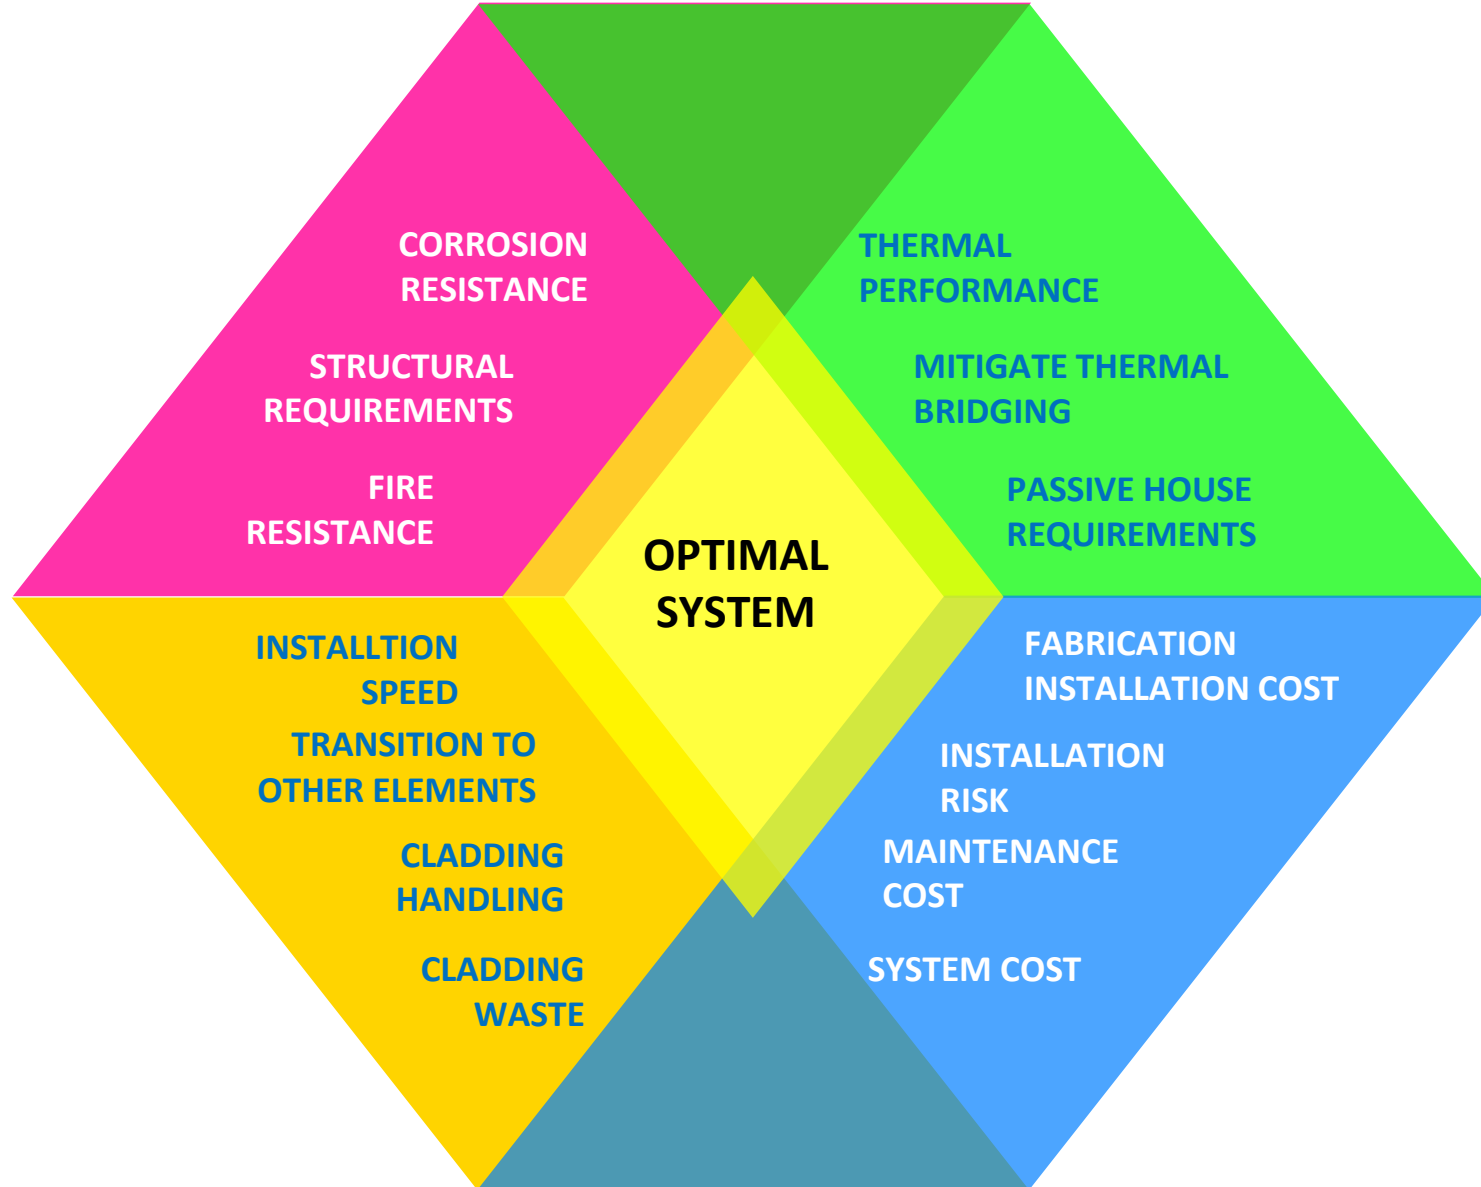 CORROSION
RESISTANCE
STRUCTURAL
REQUIREMENTS
FIRE
RESISTANCE
THERMAL
PERFORMANCE
MITIGATE THERMAL
BRIDGING
PASSIVE HOUSE
REQUIREMENTS
OPTIMAL
SYSTEM
INSTALLTION
SPEED
TRANSITION TO
OTHER ELEMENTS
CLADDING
HANDLING
CLADDING
WASTE
FABRICATION
INSTALLATION COST
INSTALLATION
RISK
MAINTENANCE
COST
SYSTEM COST